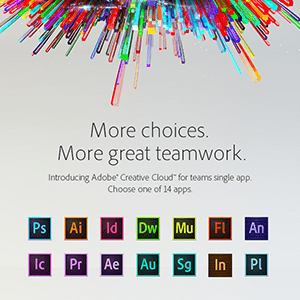 More choices.
More great teamwork.
Introducing Adobe® Creative Cloud™ for teams single app.
Choose one of 14 apps.
Ps Ai Id Dw Mu Fl An
Ic Pr Ae Au Sg In Pl